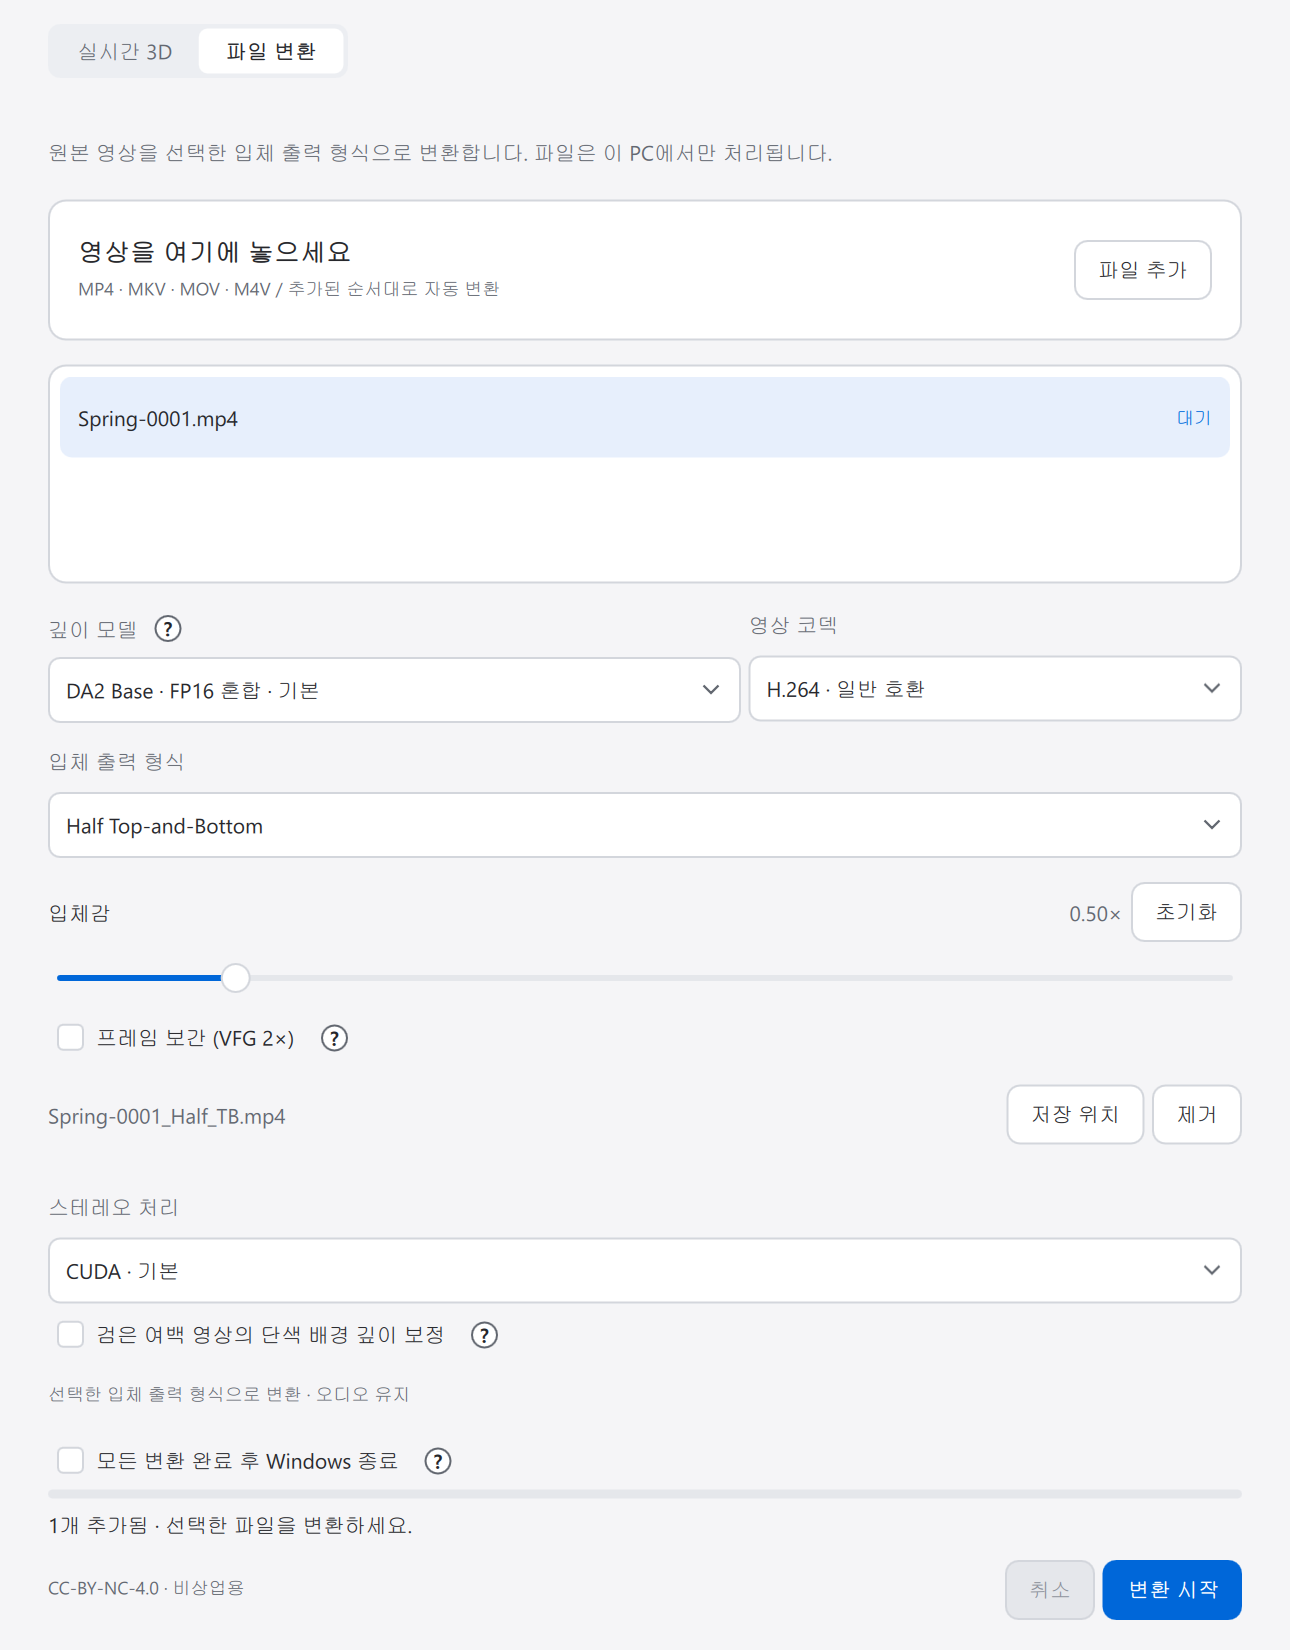 실시간 3D 파일 변환
원본 영상을 선택한 입체 출력 형식으로 변환합니다. 파일은 이 PC에서만 처리됩니다.
영상을 여기에 놓으세요
MP4 · MKV · MOV · M4V / 추가된 순서대로 자동 변환
파일 추가
Spring-0001.mp4 대기
깊이 모델 ?
영상 코덱
DA2 Base · FP16 혼합 · 기본
H.264 · 일반 호환
입체 출력 형식
Half Top-and-Bottom
입체감 0.50× 초기화
프레임 보간 (VFG 2×) ?
Spring-0001_Half_TB.mp4 저장 위치 제거
스테레오 처리
CUDA · 기본
검은 여백 영상의 단색 배경 깊이 보정 ?
선택한 입체 출력 형식으로 변환 · 오디오 유지
모든 변환 완료 후 Windows 종료 ?
1개 추가됨 · 선택한 파일을 변환하세요.
CC-BY-NC-4.0 · 비상업용 취소 변환 시작